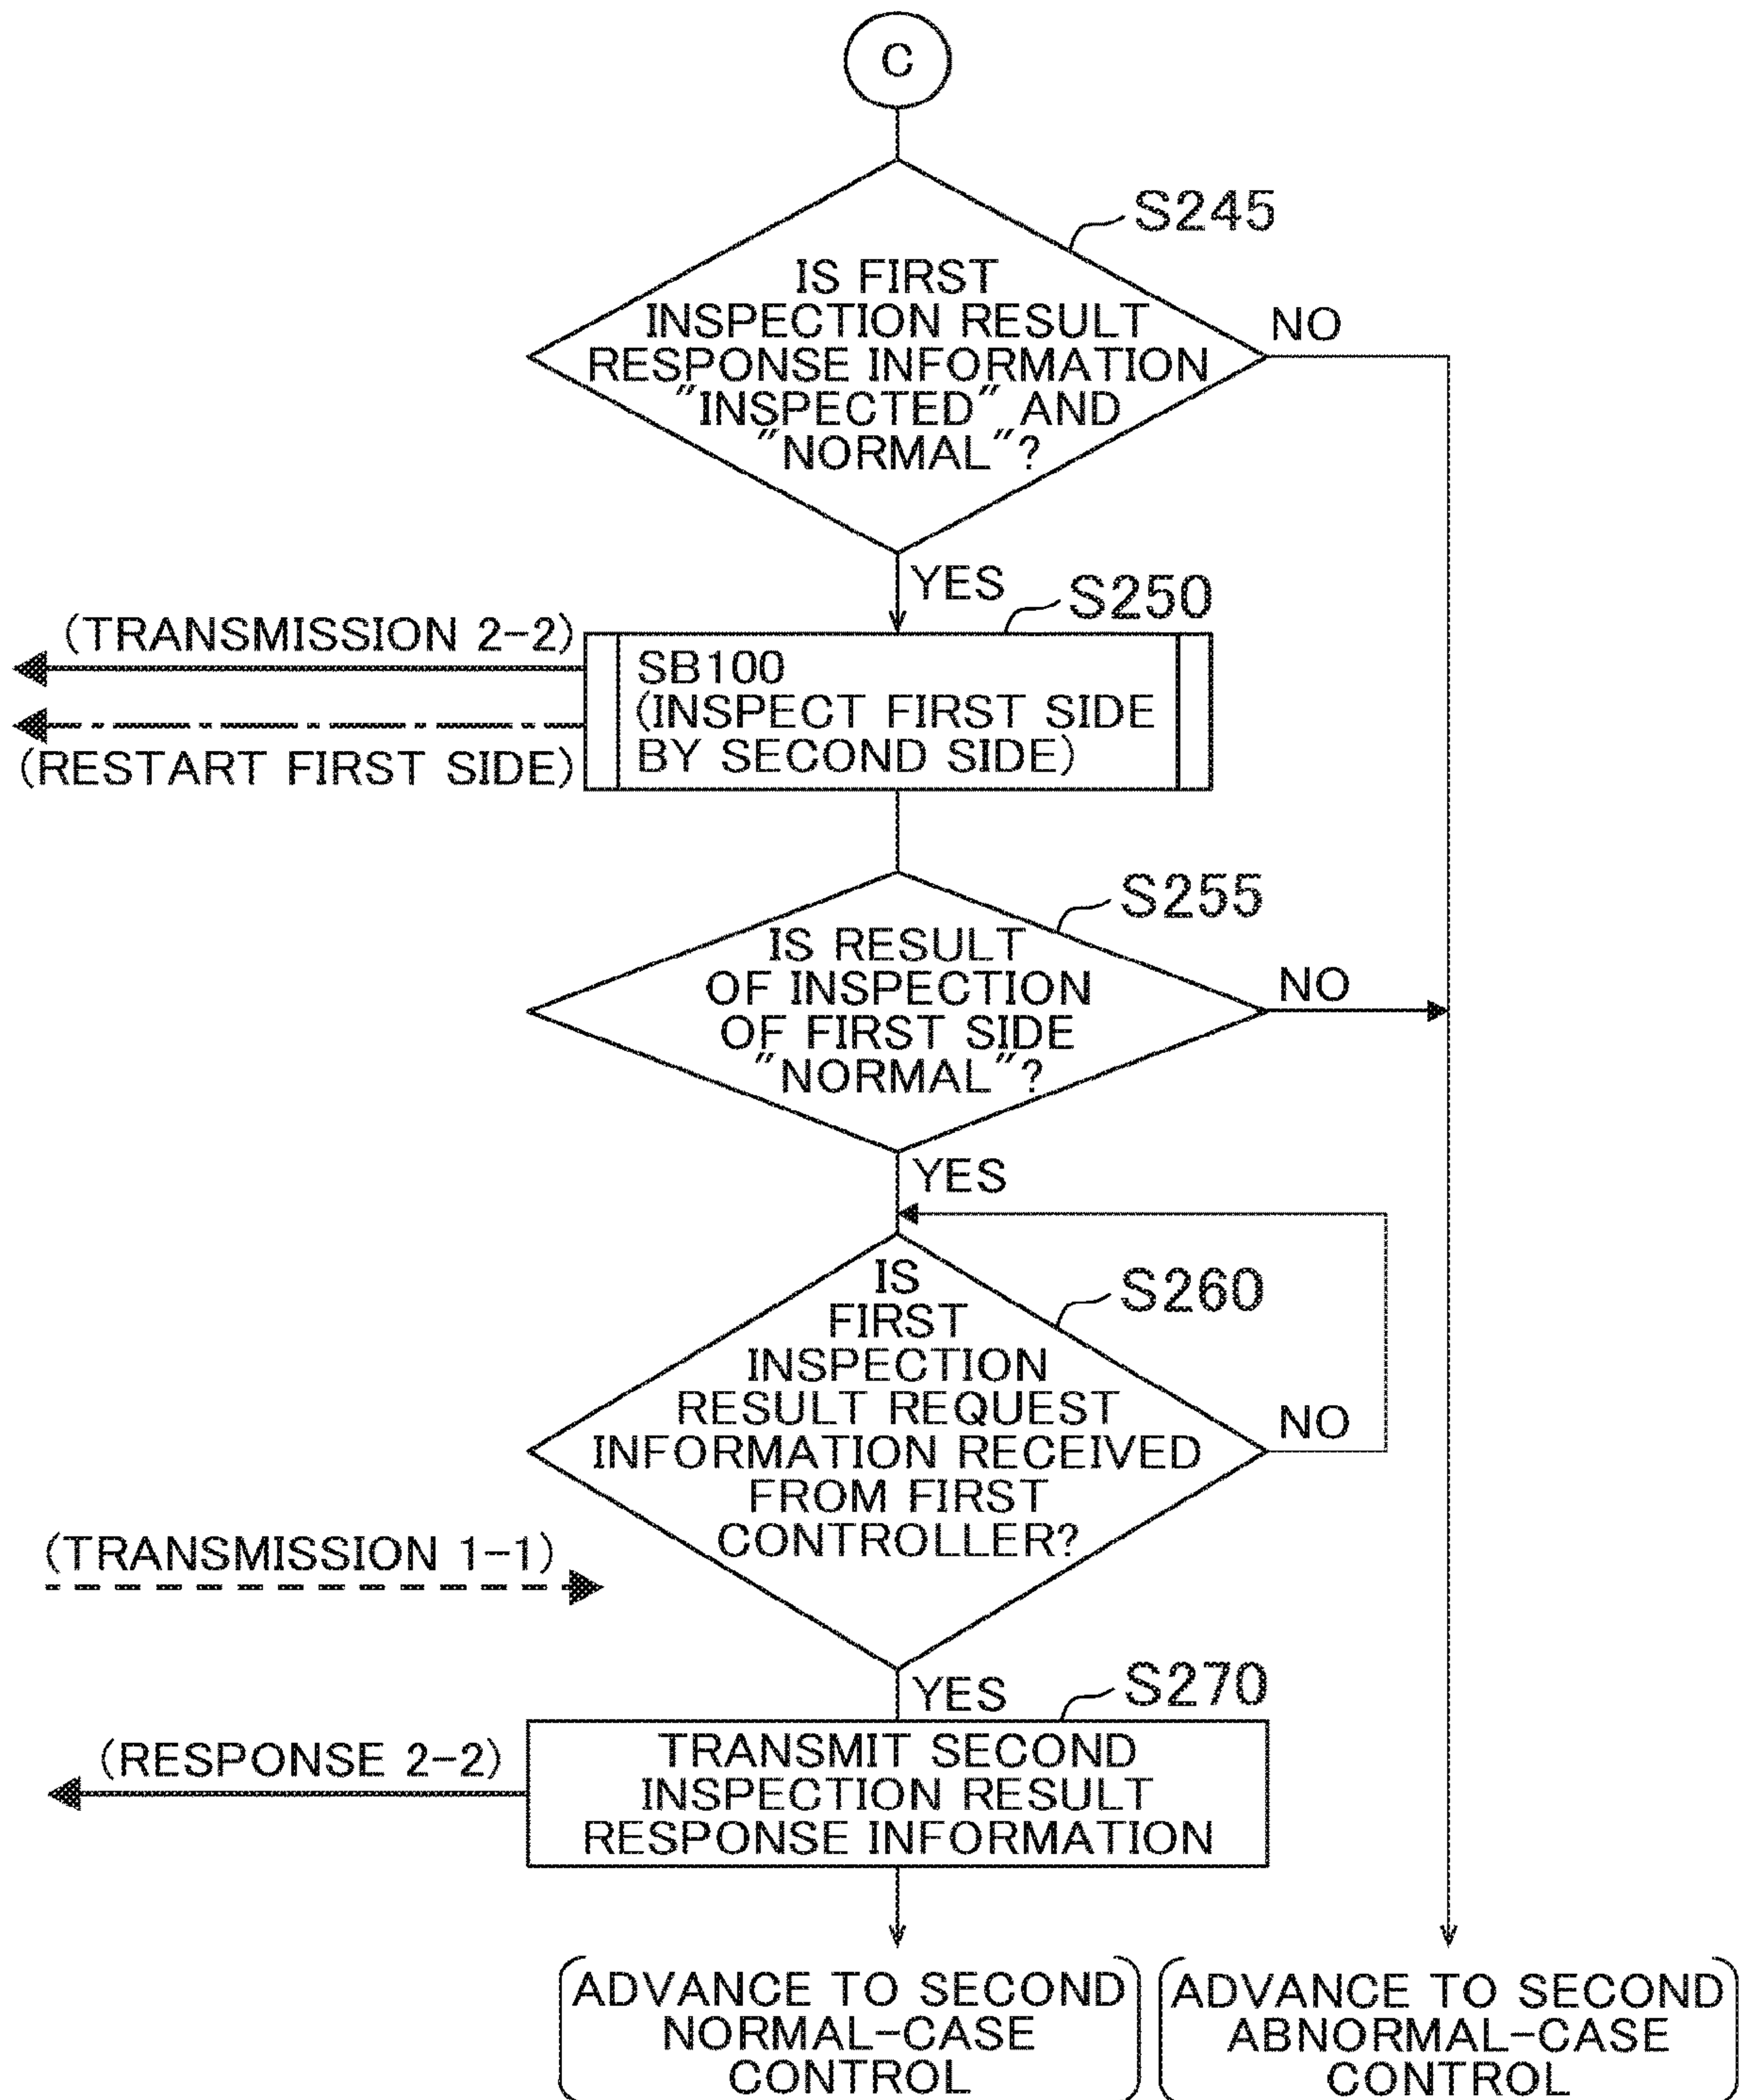 C
S245
IS FIRST
INSPECTION RESULT
RESPONSE INFORMATION
"INSPECTED" AND
"NORMAL"?
NO
YES
S250
(TRANSMISSION 2-2)
(RESTART FIRST SIDE)
SB100
(INSPECT FIRST SIDE
BY SECOND SIDE)
S255
IS RESULT
OF INSPECTION
OF FIRST SIDE
"NORMAL"?
NO
YES
S260
IS
FIRST
INSPECTION
RESULT REQUEST
INFORMATION RECEIVED
FROM FIRST
CONTROLLER?
NO
(TRANSMISSION 1-1)
YES
S270
(RESPONSE 2-2)
TRANSMIT SECOND
INSPECTION RESULT
RESPONSE INFORMATION
ADVANCE TO SECOND
NORMAL-CASE
CONTROL
ADVANCE TO SECOND
ABNORMAL-CASE
CONTROL